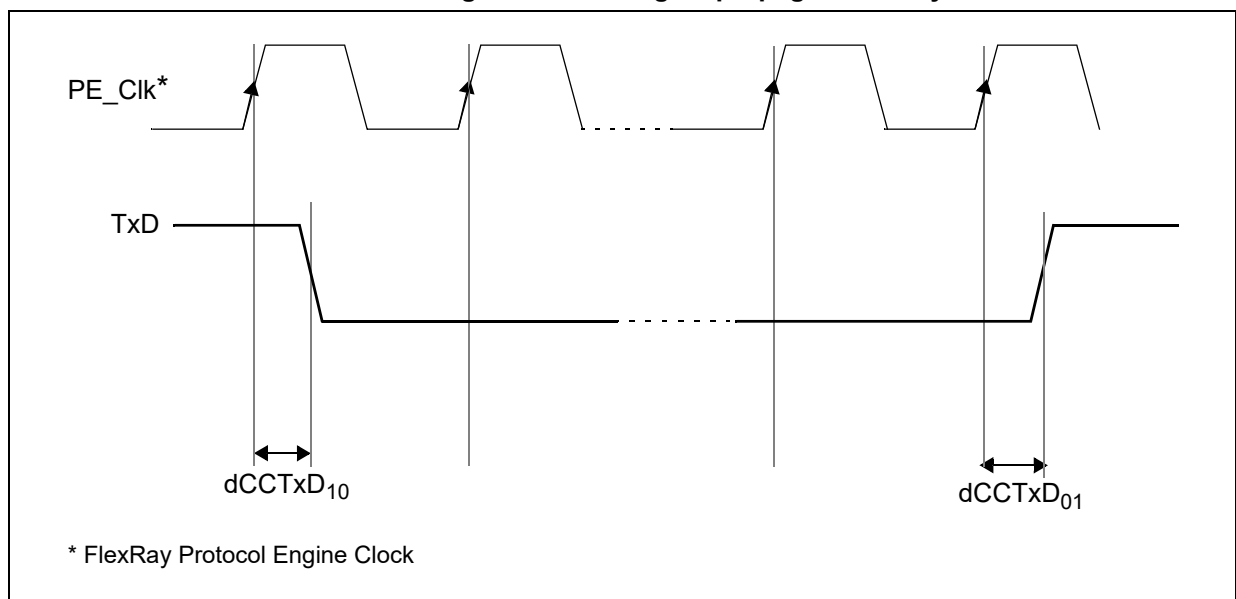 PE_Clk*
TxD
dCCTxD10
dCCTxD01
* FlexRay Protocol Engine Clock